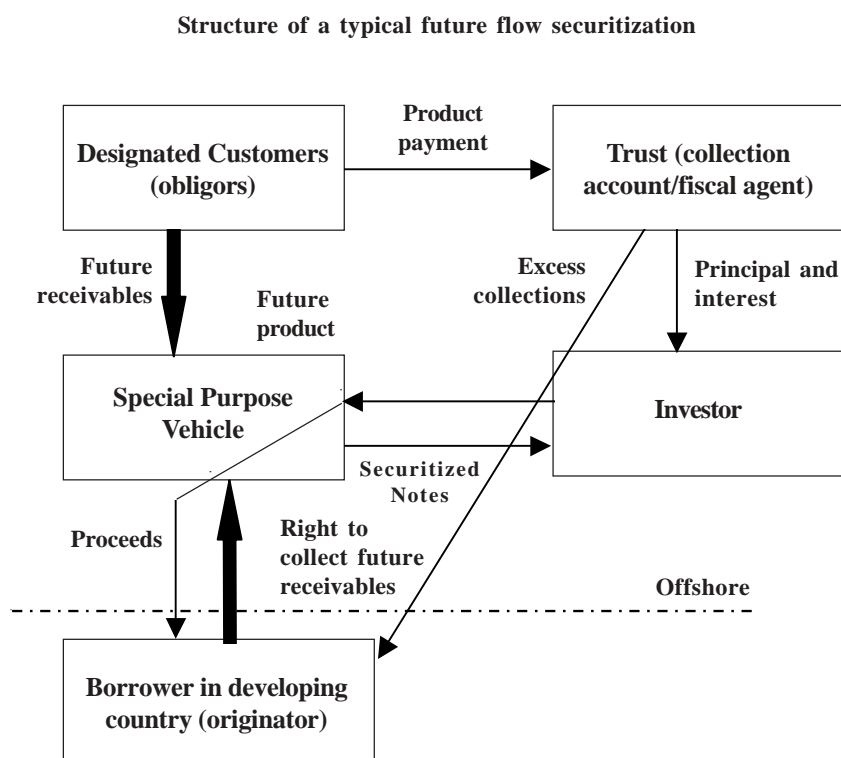 Structure of a typical future flow securitization
Product
payment
Designated Customers
(obligors)
Trust (collection
account/fiscal agent)
Future
receivables
Future
product
Excess
collections
Principal and
interest
Special Purpose
Vehicle
Investor
Securitized
Notes
Proceeds
Right to
collect future
receivables
Offshore
Borrower in developing
country (originator)